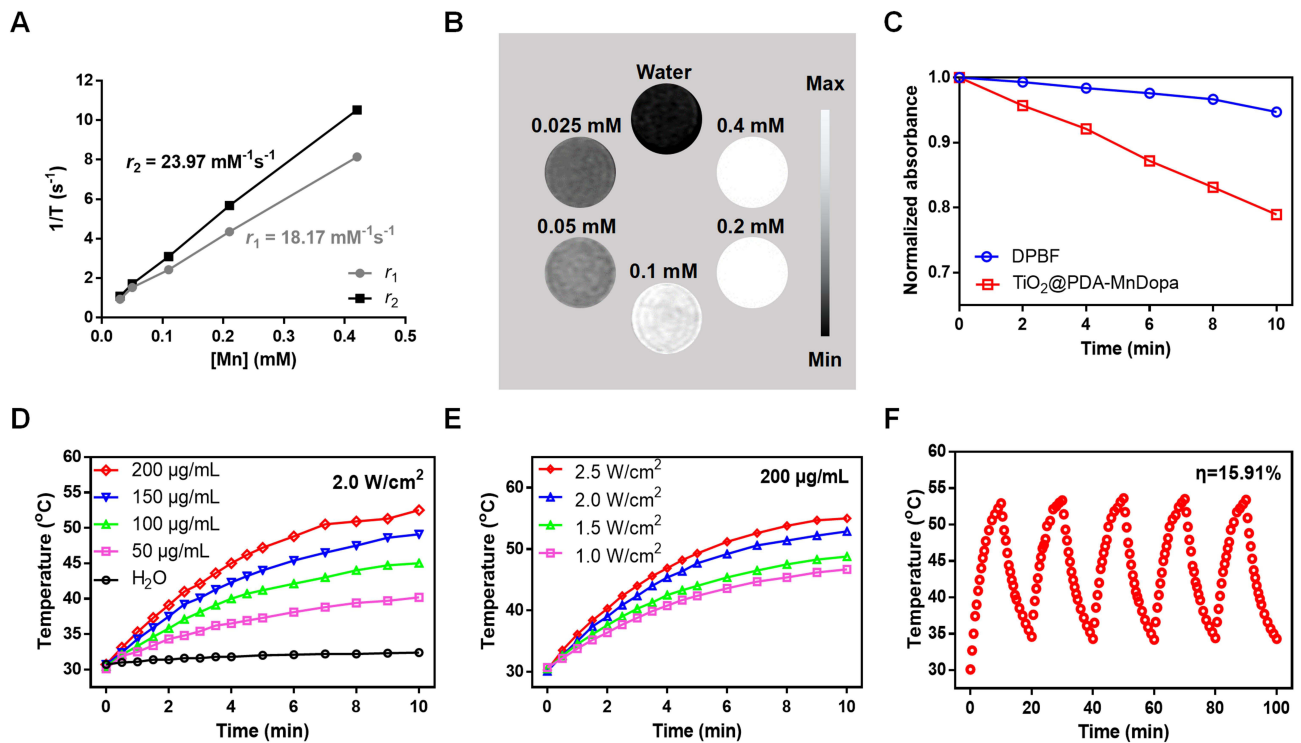 A
1/T (s⁻¹)
12
10
8
6
4
2
0
r₂ = 23.97 mM⁻¹s⁻¹
r₁ = 18.17 mM⁻¹s⁻¹
r₁
r₂
0.0 0.1 0.2 0.3 0.4 0.5
[Mn] (mM)
B
Water
0.025 mM
0.4 mM
0.05 mM
0.2 mM
0.1 mM
Max
Min
C
Normalized absorbance
1.0
0.9
0.8
0.7
DPBF
TiO₂@PDA-MnDopa
0 2 4 6 8 10
Time (min)
D
Temperature (°C)
60
55
50
45
40
35
30
200 µg/mL
150 µg/mL
100 µg/mL
50 µg/mL
H₂O
2.0 W/cm²
0 2 4 6 8 10
Time (min)
E
Temperature (°C)
60
50
40
30
2.5 W/cm²
2.0 W/cm²
1.5 W/cm²
1.0 W/cm²
200 µg/mL
0 2 4 6 8 10
Time (min)
F
Temperature (°C)
60
55
50
45
40
35
30
η=15.91%
0 20 40 60 80 100
Time (min)